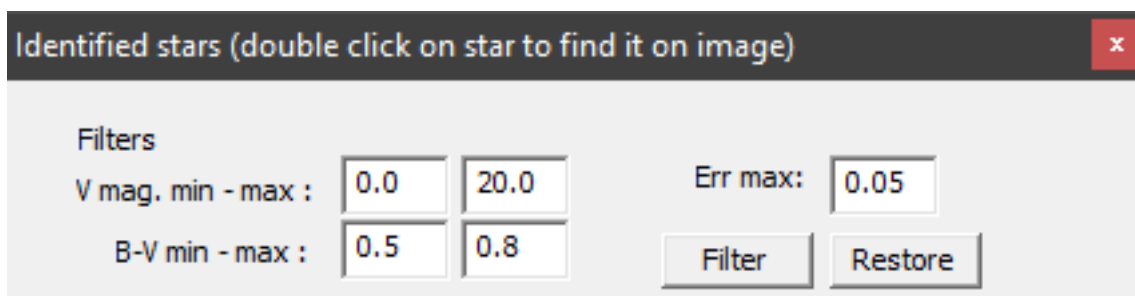 Identified stars (double click on star to find it on image) x
Filters
V mag. min - max : 0.0 20.0 Err max: 0.05
B-V min - max : 0.5 0.8 Filter Restore